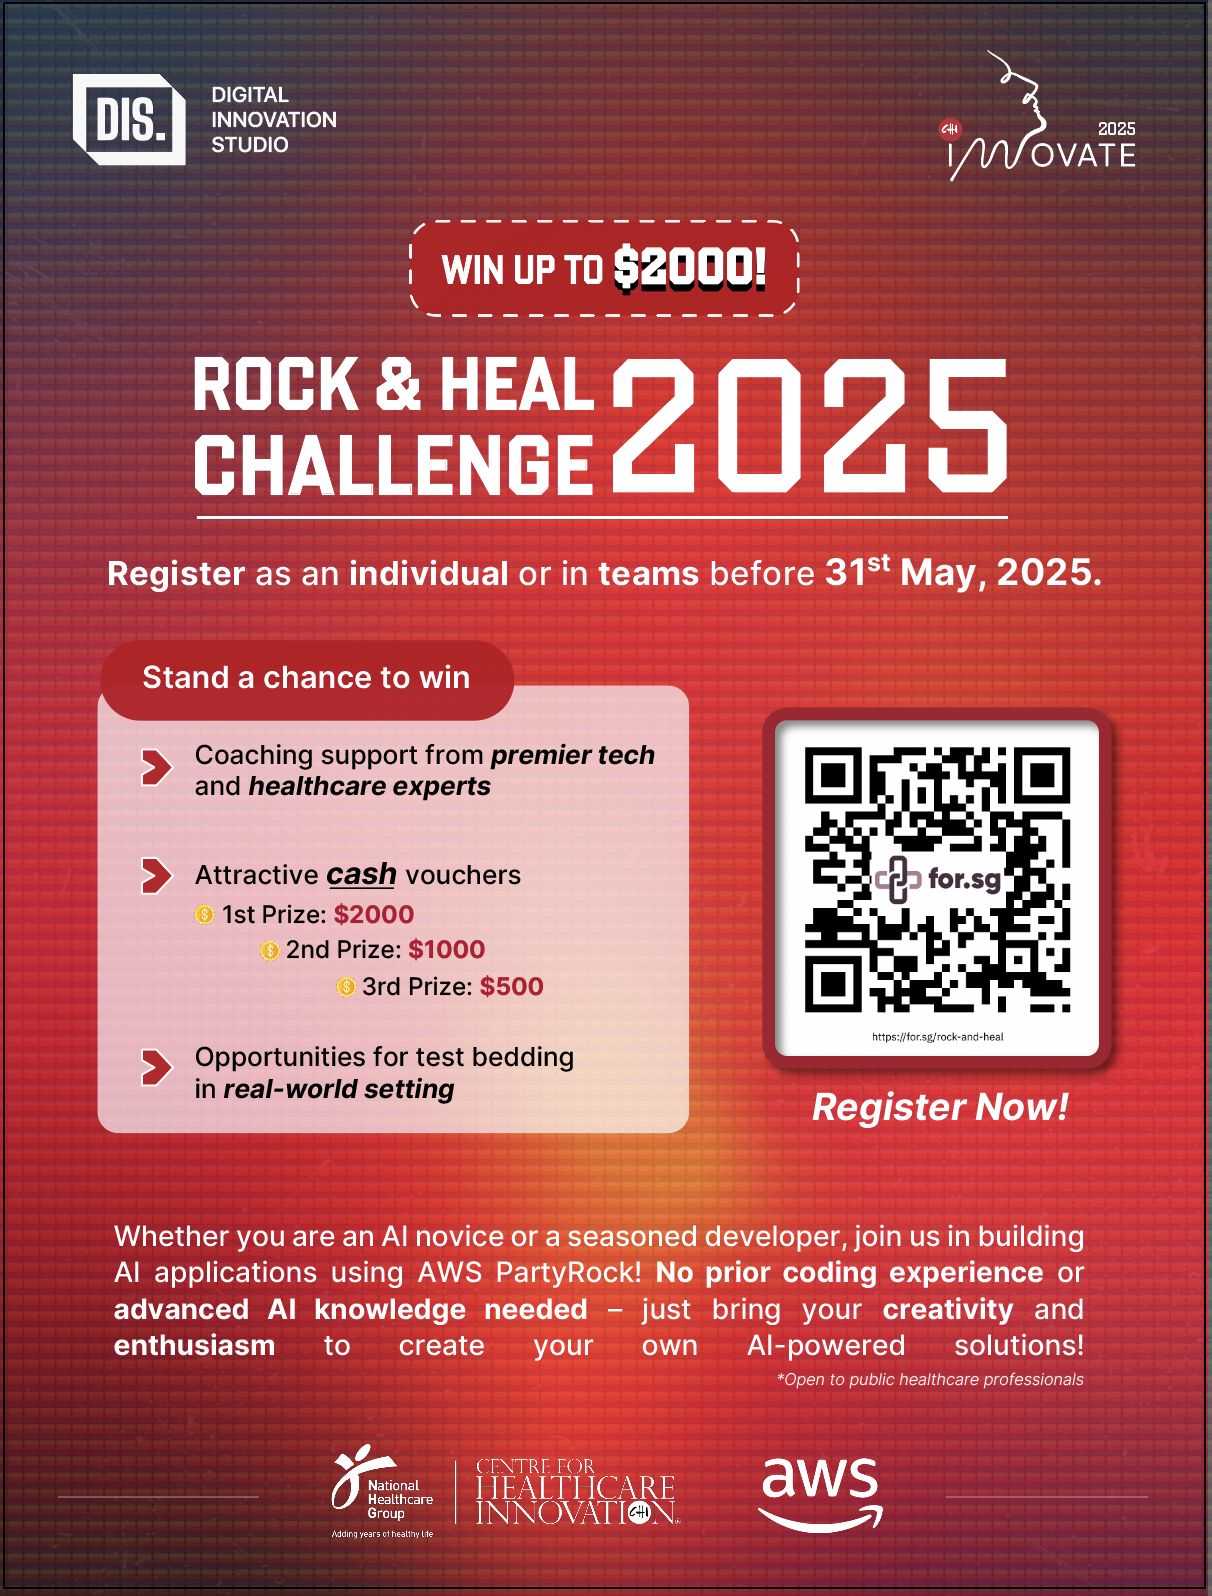 DIS.
DIGITAL
INNOVATION
STUDIO
CHI
2025
INNOVATE
WIN UP TO $2000!
ROCK & HEAL
CHALLENGE
2025
Register as an individual or in teams before 31st May, 2025.
Stand a chance to win
Coaching support from premier tech
and healthcare experts
Attractive cash vouchers
1st Prize: $2000
2nd Prize: $1000
3rd Prize: $500
Opportunities for test bedding
in real-world setting
for.sg
https://for.sg/rock-and-heal
Register Now!
Whether you are an AI novice or a seasoned developer, join us in building
AI applications using AWS PartyRock! No prior coding experience or
advanced AI knowledge needed – just bring your creativity and
enthusiasm to create your own AI-powered solutions!
*Open to public healthcare professionals
National
Healthcare
Group
Adding years of healthy life
CENTRE FOR
HEALTHCARE
INNOVATION
CHI
aws